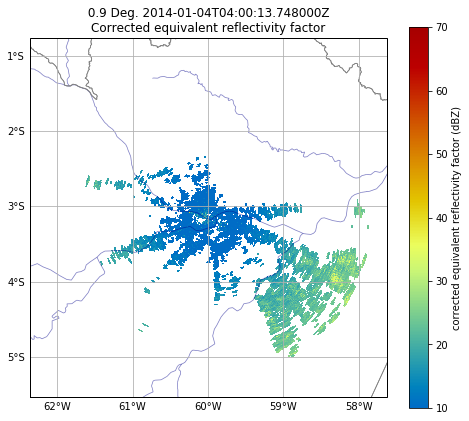 0.9 Deg. 2014-01-04T04:00:13.748000Z
Corrected equivalent reflectivity factor
1°S
2°S
3°S
4°S
5°S
62°W 61°W 60°W 59°W 58°W
70
60
50
40
30
20
10
corrected equivalent reflectivity factor (dBZ)